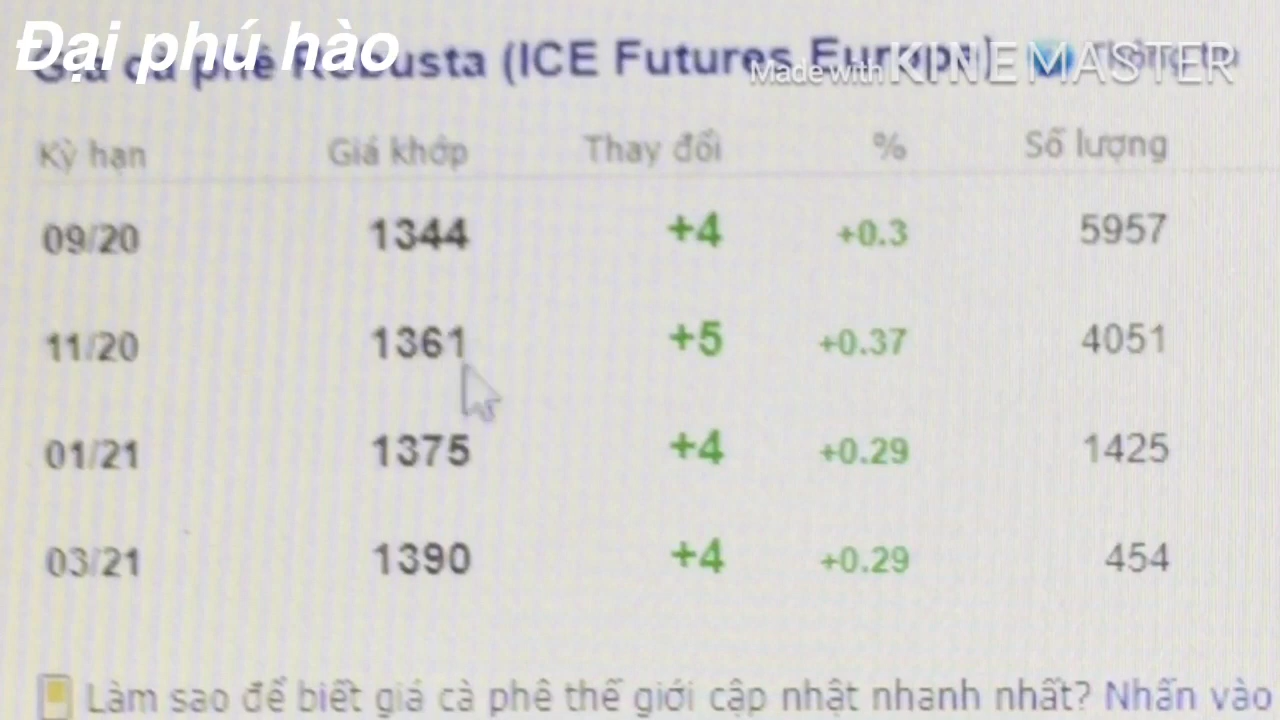 Đại phú hào
Giá cà phê Robusta (ICE Futures Europe)
Made with KINEMASTER
Kỳ hạn Giá khớp Thay đổi % Số lượng
09/20 1344 +4 +0.3 5957
11/20 1361 +5 +0.37 4051
01/21 1375 +4 +0.29 1425
03/21 1390 +4 +0.29 454
Làm sao để biết giá cà phê thế giới cập nhật nhanh nhất? Nhấn vào